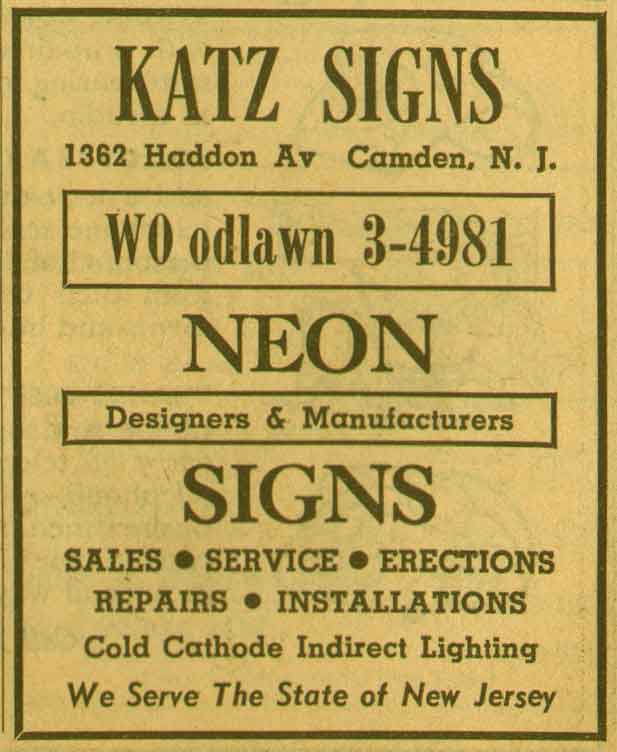 KATZ SIGNS
1362 Haddon Av Camden, N. J.
WO odlawn 3-4981
NEON
Designers & Manufacturers
SIGNS
SALES ● SERVICE ● ERECTIONS
REPAIRS ● INSTALLATIONS
Cold Cathode Indirect Lighting
We Serve The State of New Jersey